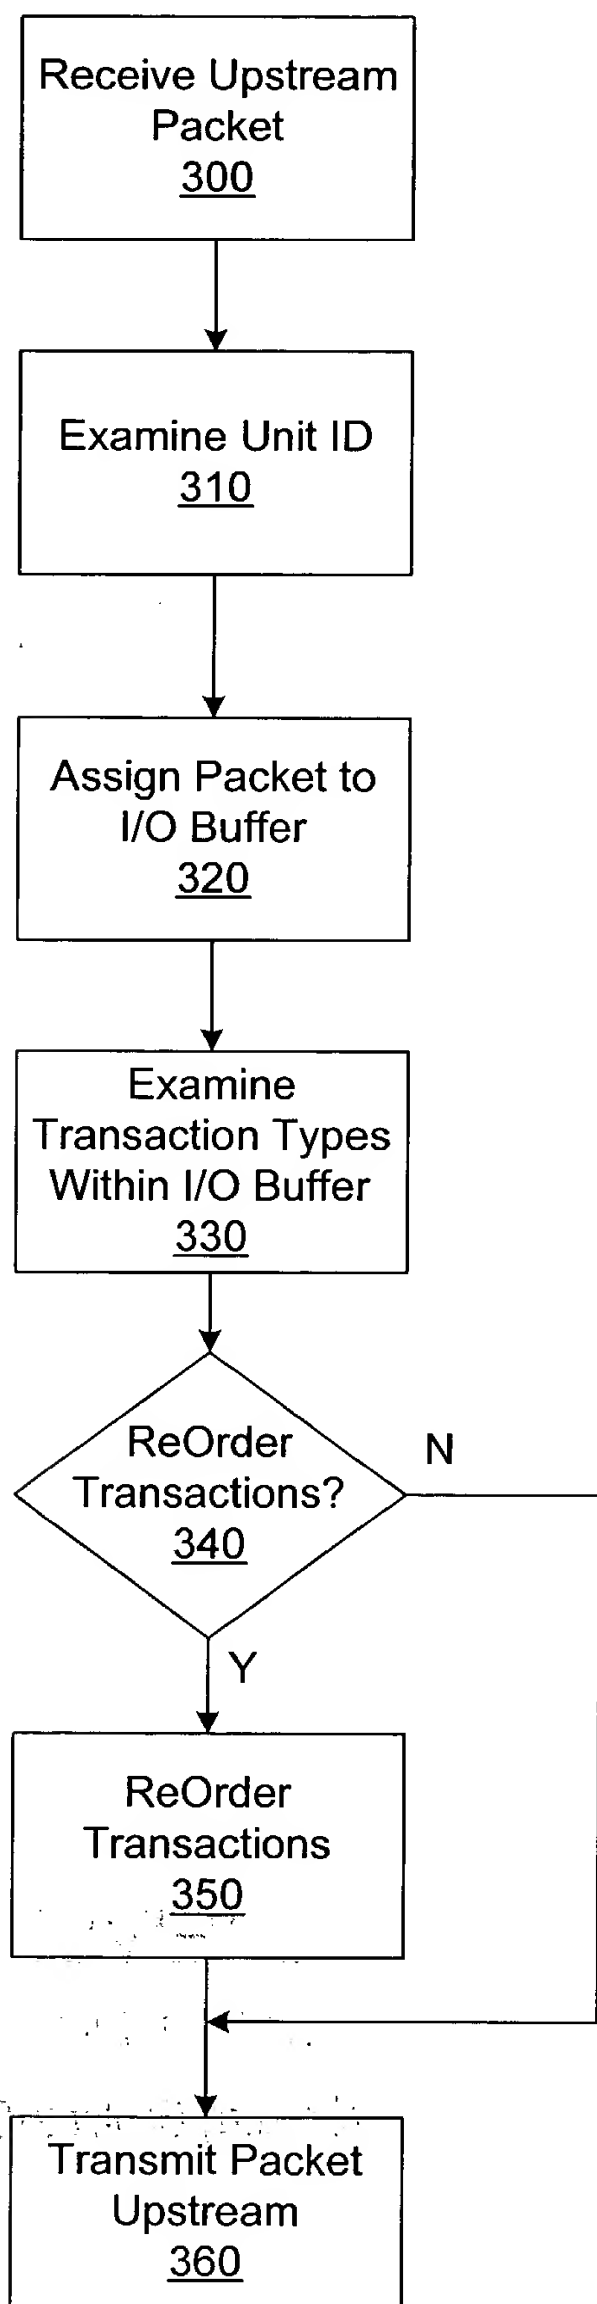 Receive Upstream
Packet
300
Examine Unit ID
310
Assign Packet to
I/O Buffer
320
Examine
Transaction Types
Within I/O Buffer
330
ReOrder
Transactions?
340
N
Y
ReOrder
Transactions
350
Transmit Packet
Upstream
360